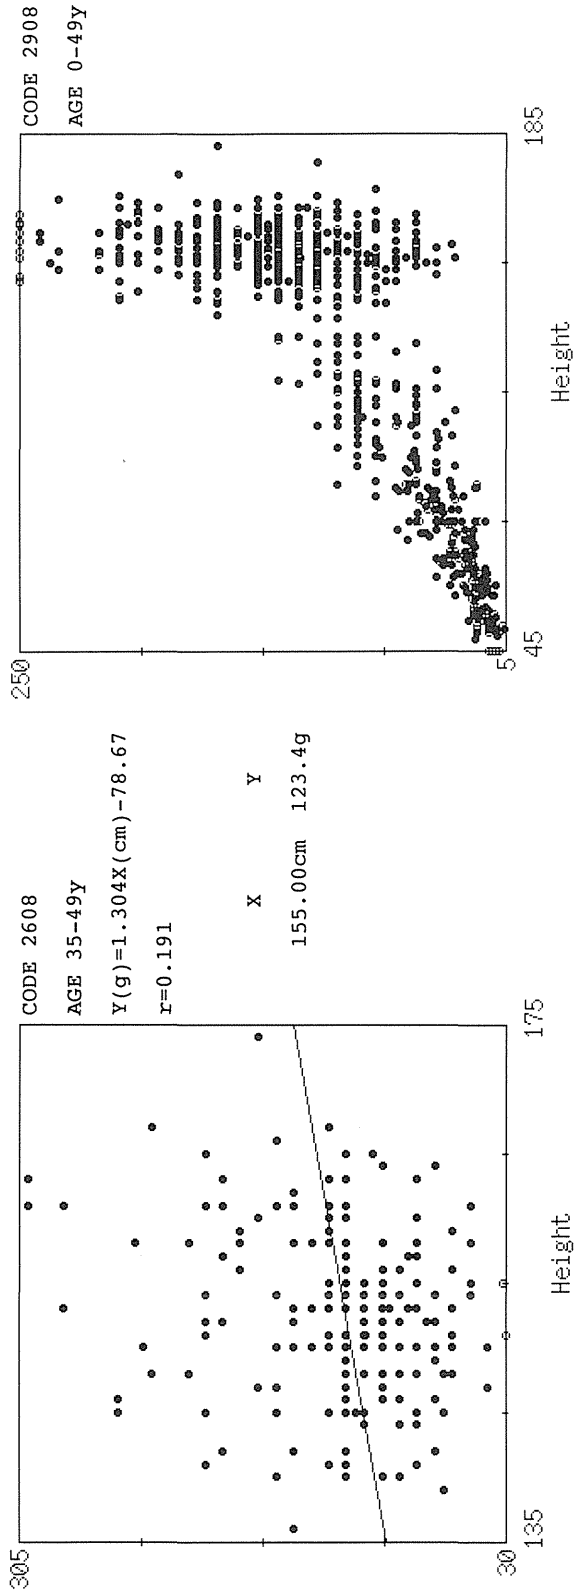 305
30
135
175
Height
CODE 2608
AGE 35-49y
Y(g)=1.304X(cm)-78.67
r=0.191
X Y
155.00cm 123.4g
250
5
45
185
Height
CODE 2908
AGE 0-49y